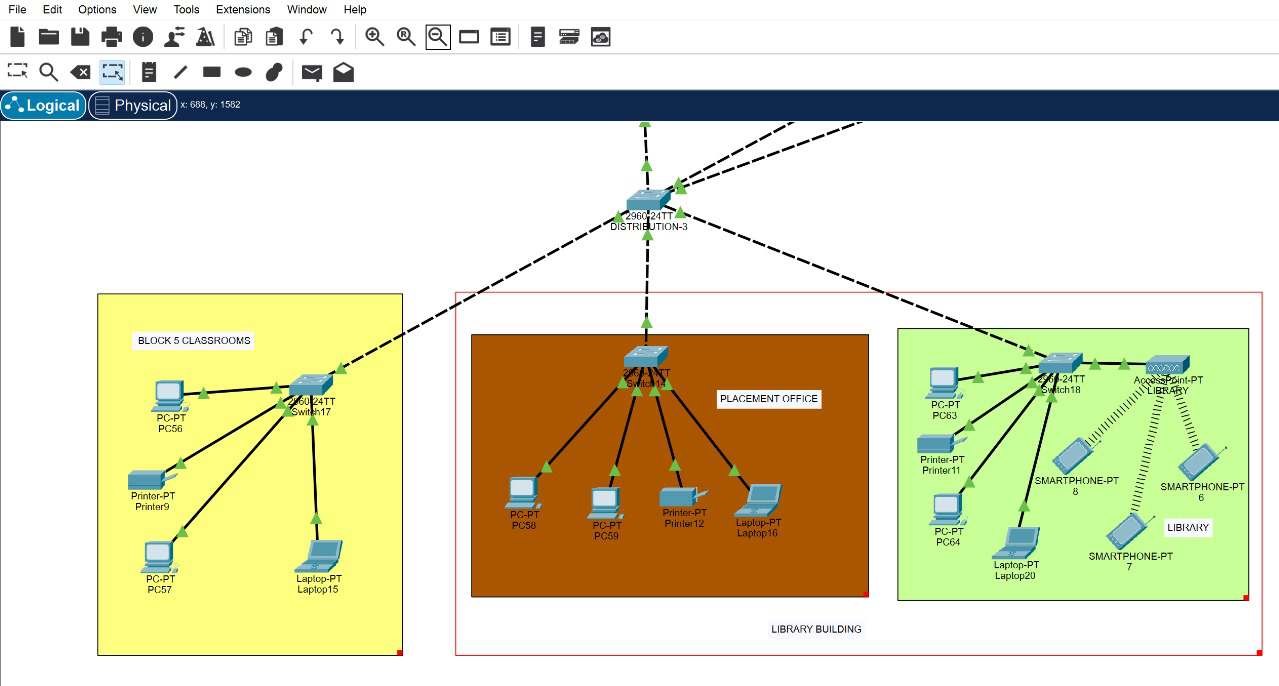 File Edit Options View Tools Extensions Window Help
Logical Physical x: 668, y: 1582
2960-24TT
DISTRIBUTION-3
BLOCK 5 CLASSROOMS
2960-24TT
Switch17
PC-PT
PC56
Printer-PT
Printer9
PC-PT
PC57
Laptop-PT
Laptop15
2960-24TT
Switch14
PLACEMENT OFFICE
PC-PT
PC58
PC-PT
PC59
Printer-PT
Printer12
Laptop-PT
Laptop16
2960-24TT
Switch18
AccessPoint-PT
LIBRARY
PC-PT
PC63
Printer-PT
Printer11
PC-PT
PC64
Laptop-PT
Laptop20
SMARTPHONE-PT
8
SMARTPHONE-PT
6
SMARTPHONE-PT
7
LIBRARY
LIBRARY BUILDING